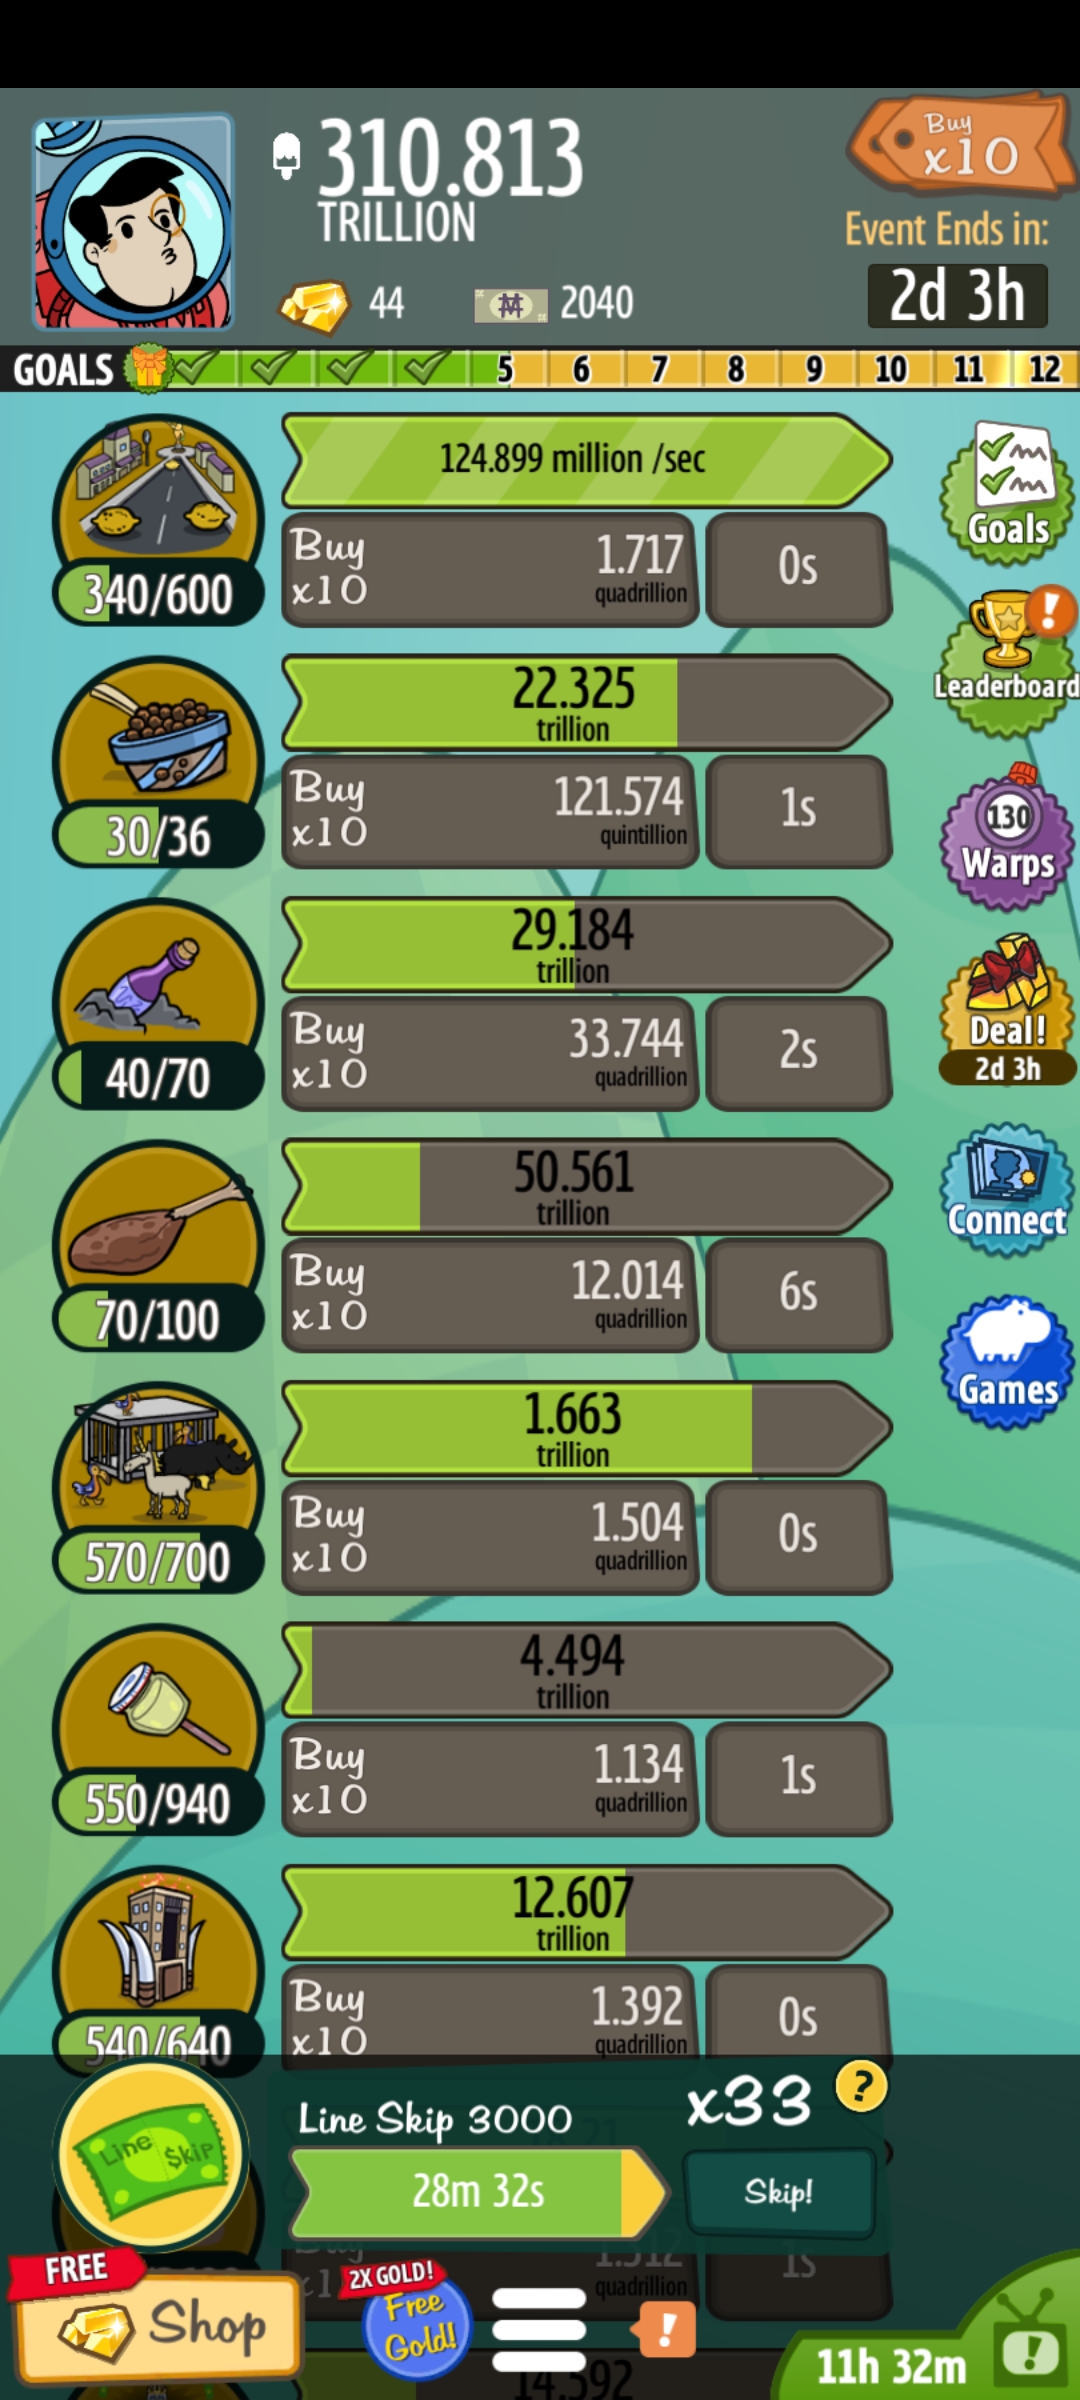 310.813
TRILLION
Buy
x10
Event Ends in:
2d 3h
44
2040
GOALS
5 6 7 8 9 10 11 12
124.899 million /sec
Buy
x10
1.717
quadrillion
0s
340/600
22.325
trillion
Buy
x10
121.574
quintillion
1s
30/36
29.184
trillion
Buy
x10
33.744
quadrillion
2s
40/70
50.561
trillion
Buy
x10
12.014
quadrillion
6s
70/100
1.663
trillion
Buy
x10
1.504
quadrillion
0s
570/700
4.494
trillion
Buy
x10
1.134
quadrillion
1s
550/940
12.607
trillion
Buy
x10
1.392
quadrillion
0s
540/640
Goals
!
Leaderboard
130
Warps
Deal!
2d 3h
Connect
Games
Line $kip
Line Skip 3000
x33
?
28m 32s
Skip!
1.312
quadrillion
1s
FREE
Shop
2X GOLD!
Free
Gold!
!
14.592
11h 32m
!